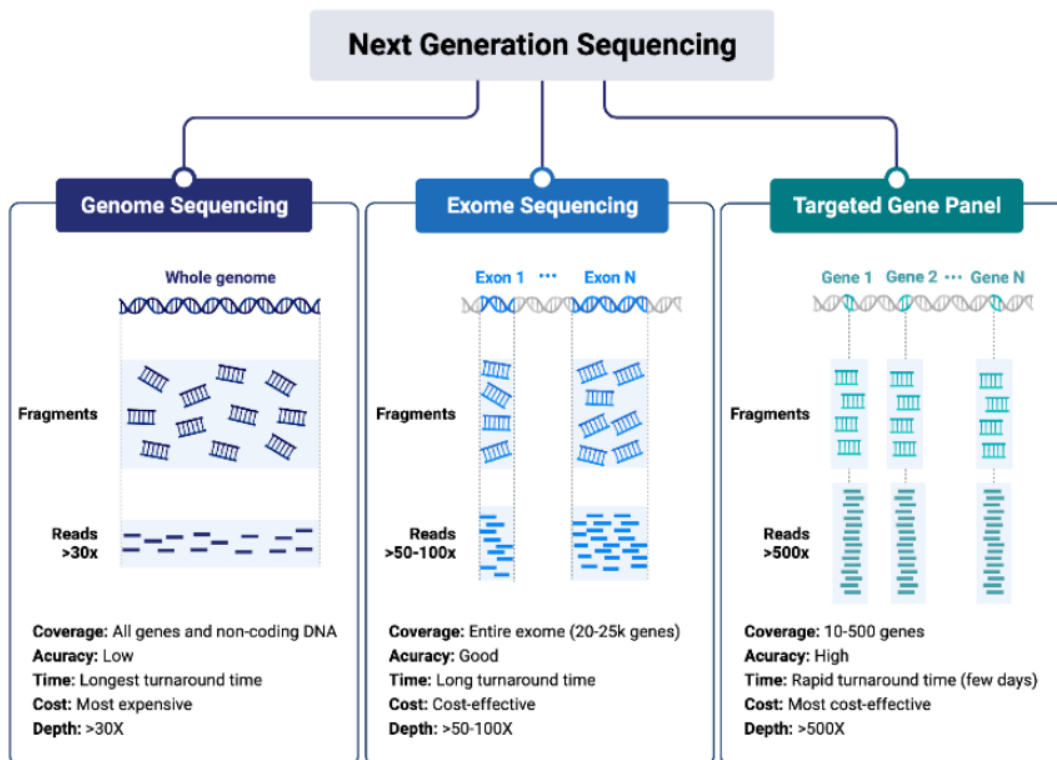 Next Generation Sequencing
Genome Sequencing
Whole genome
Fragments
Reads
>30x
Coverage: All genes and non-coding DNA
Acuracy: Low
Time: Longest turnaround time
Cost: Most expensive
Depth: >30X
Exome Sequencing
Exon 1 ··· Exon N
Fragments
Reads
>50-100x
Coverage: Entire exome (20-25k genes)
Acuracy: Good
Time: Long turnaround time
Cost: Cost-effective
Depth: >50-100X
Targeted Gene Panel
Gene 1 Gene 2 ··· Gene N
Fragments
Reads
>500x
Coverage: 10-500 genes
Acuracy: High
Time: Rapid turnaround time (few days)
Cost: Most cost-effective
Depth: >500X